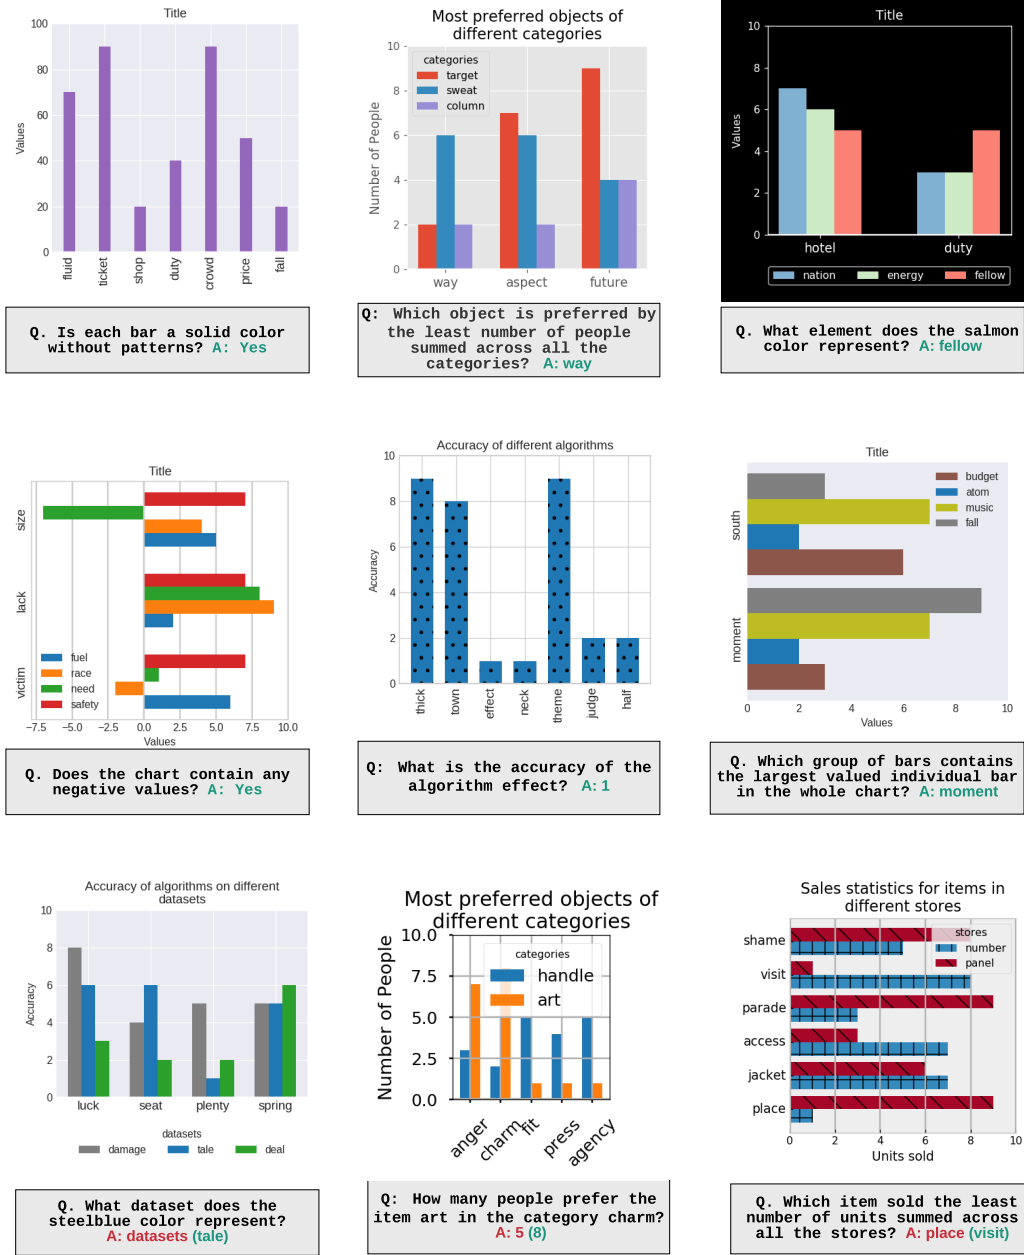 Title
Values
100
80
60
40
20
0
fluid
ticket
shop
duty
crowd
price
fall
Q. Is each bar a solid color
without patterns? A: Yes
Most preferred objects of
different categories
Number of People
10
8
6
4
2
0
categories
target
sweat
column
way
aspect
future
Q: Which object is preferred by
the least number of people
summed across all the
categories? A: way
Title
Values
10
8
6
4
2
0
hotel
duty
nation
energy
fellow
Q. What element does the salmon
color represent? A: fellow
Title
size
lack
victim
fuel
race
need
safety
−7.5 −5.0 −2.5 0.0 2.5 5.0 7.5 10.0
Values
Q. Does the chart contain any
negative values? A: Yes
Accuracy of different algorithms
Accuracy
10
8
6
4
2
0
thick
town
effect
neck
theme
judge
half
Q: What is the accuracy of the
algorithm effect? A: 1
Title
south
moment
budget
atom
music
fall
0 2 4 6 8 10
Values
Q. Which group of bars contains
the largest valued individual bar
in the whole chart? A: moment
Accuracy of algorithms on different
datasets
Accuracy
10
8
6
4
2
0
luck
seat
plenty
spring
datasets
damage
tale
deal
Q. What dataset does the
steelblue color represent?
A: datasets (tale)
Most preferred objects of
different categories
Number of People
10.0
7.5
5.0
2.5
0.0
categories
handle
art
anger
charm
fit
press
agency
Q: How many people prefer the
item art in the category charm?
A: 5 (8)
Sales statistics for items in
different stores
shame
visit
parade
access
jacket
place
stores
number
panel
0 2 4 6 8 10
Units sold
Q. Which item sold the least
number of units summed across
all the stores? A: place (visit)